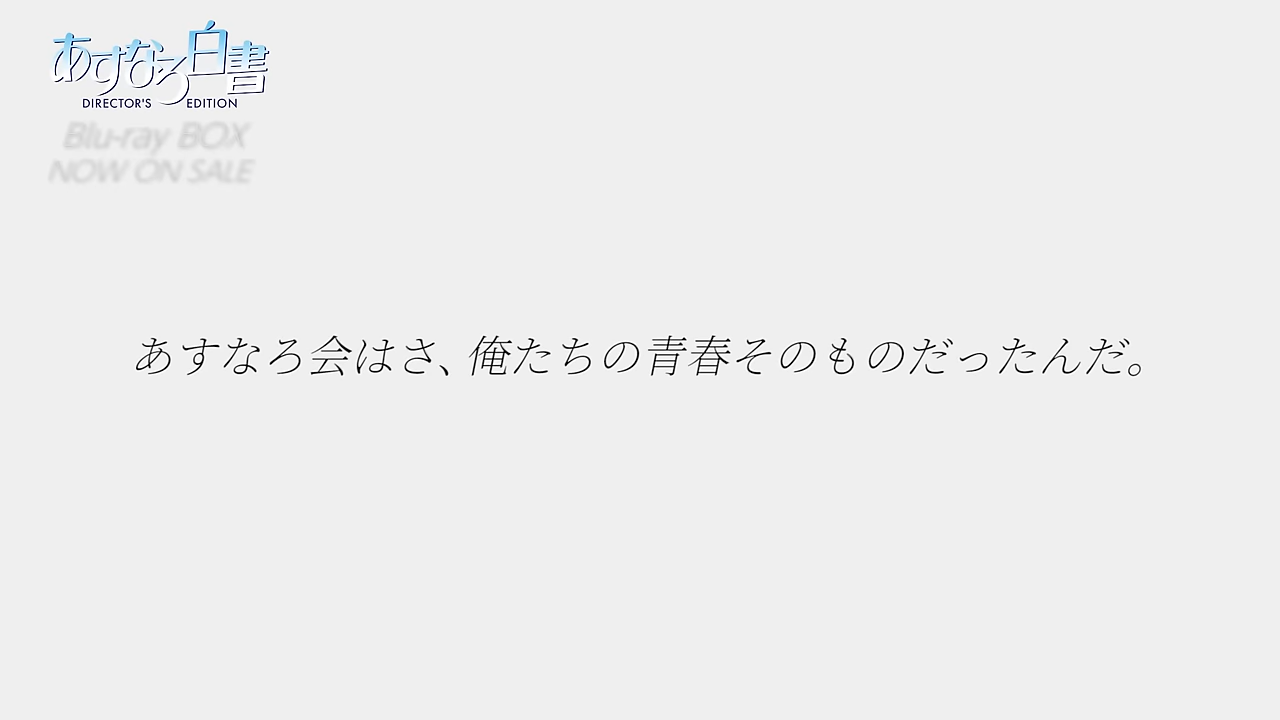 あすなろ白書
DIRECTOR'S EDITION
Blu-ray BOX
NOW ON SALE
あすなろ会はさ、俺たちの青春そのものだったんだ。